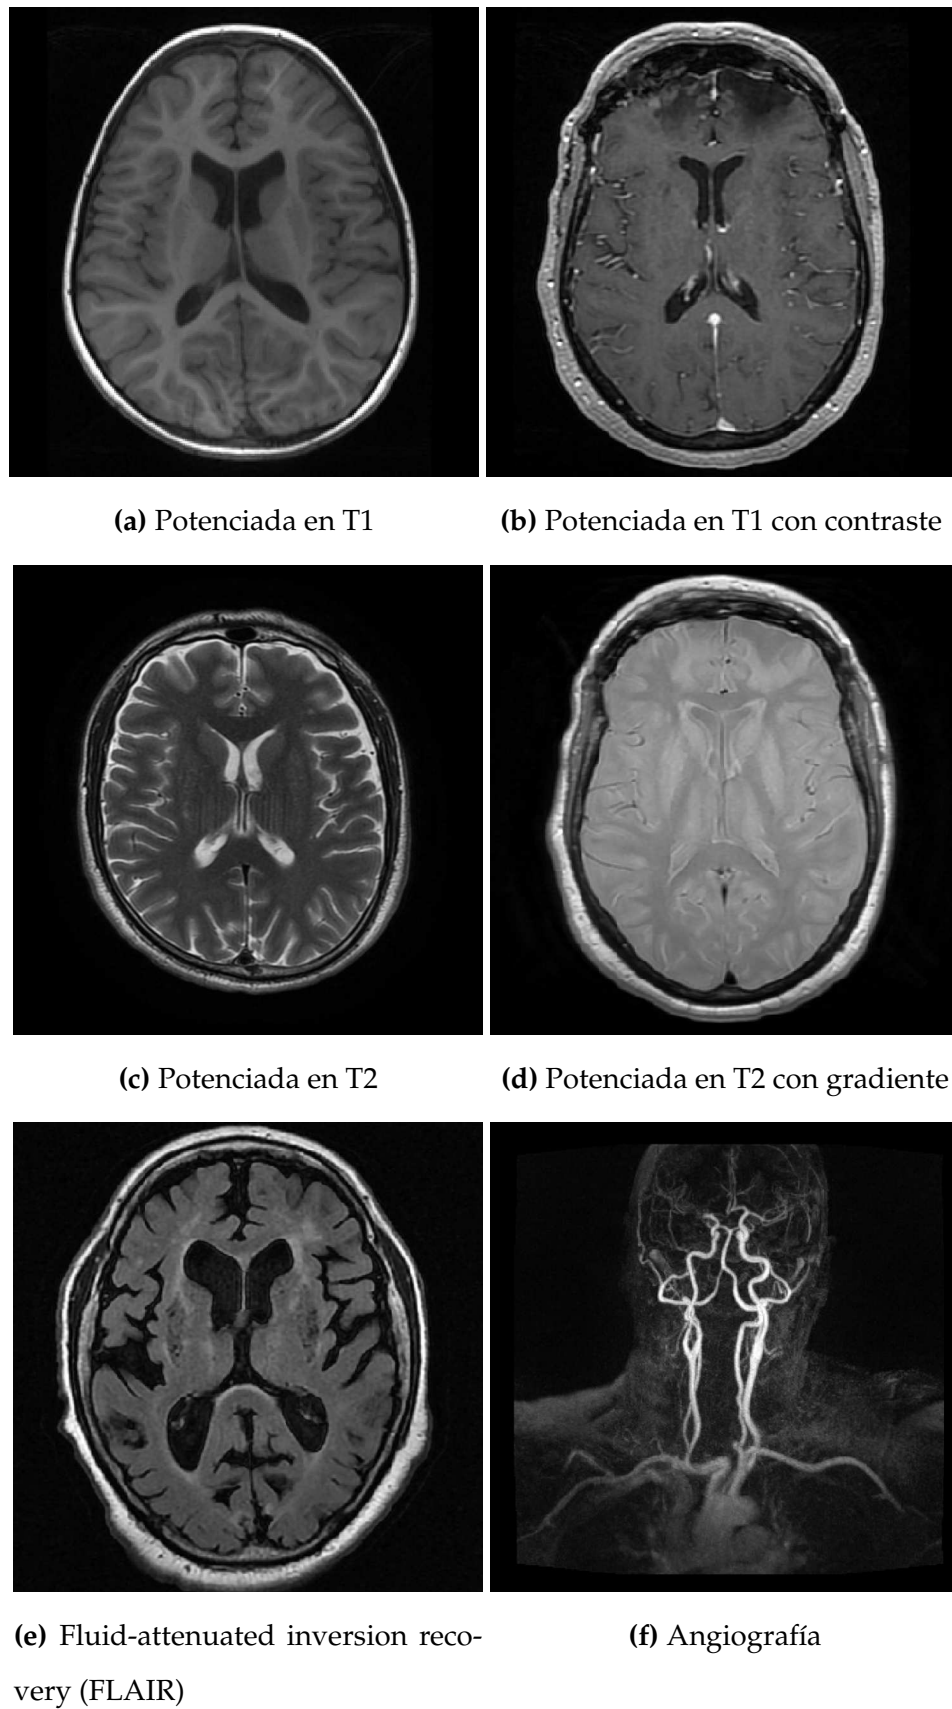 (a) Potenciada en T1
(b) Potenciada en T1 con contraste
(c) Potenciada en T2
(d) Potenciada en T2 con gradiente
(e) Fluid-attenuated inversion reco-
very (FLAIR)
(f) Angiografía